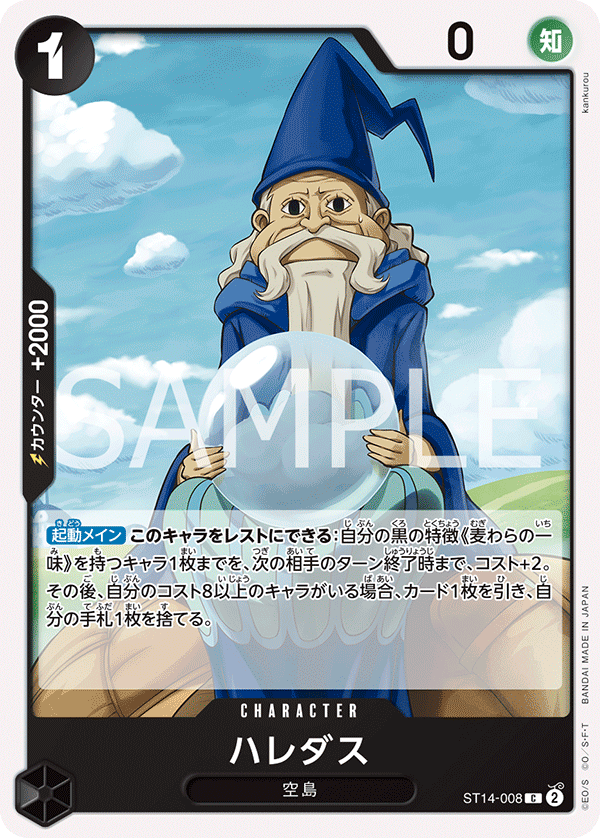 1
0
知
kankurou
カウンター +2000
SAMPLE
起動メイン このキャラをレストにできる:自分の黒の特徴《麦わらの一
味》を持つキャラ1枚までを、次の相手のターン終了時まで、コスト+2。
その後、自分のコスト8以上のキャラがいる場合、カード1枚を引き、自
分の手札1枚を捨てる。
CHARACTER
ハレダス
空島
ST14-008 C 2
©E.O/S ©O/S・F・T BANDAI MADE IN JAPAN